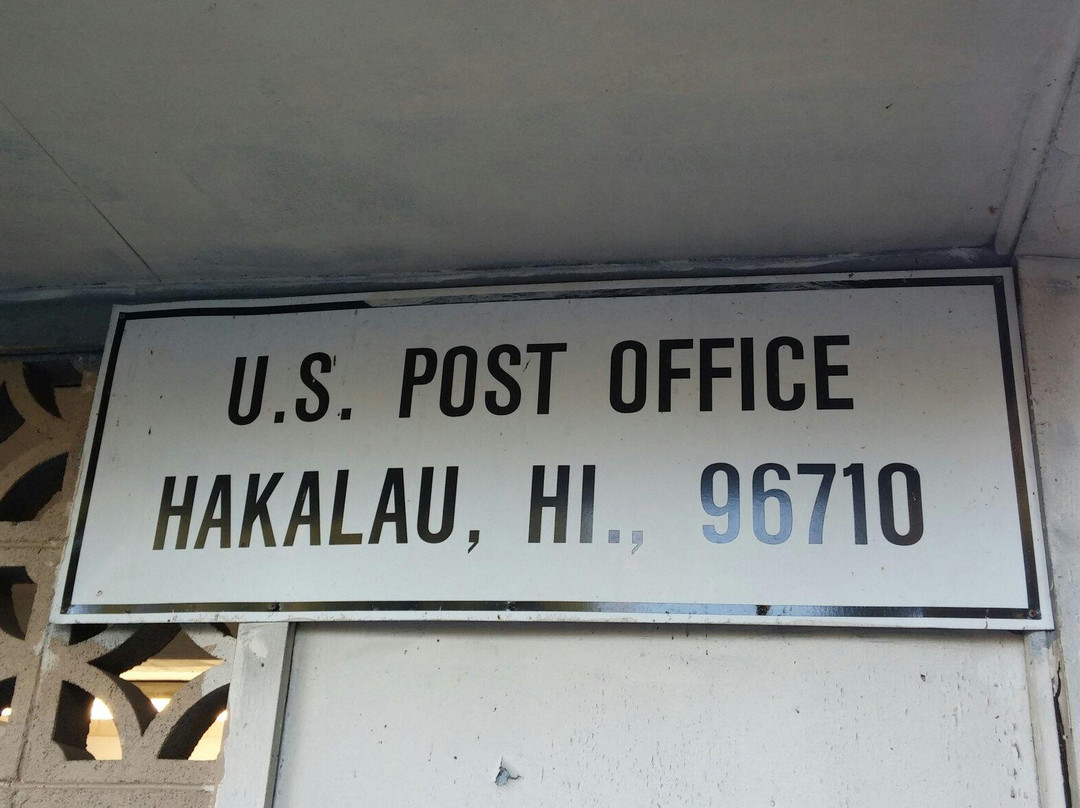 U.S. POST OFFICE
HAKALAU, HI., 96710